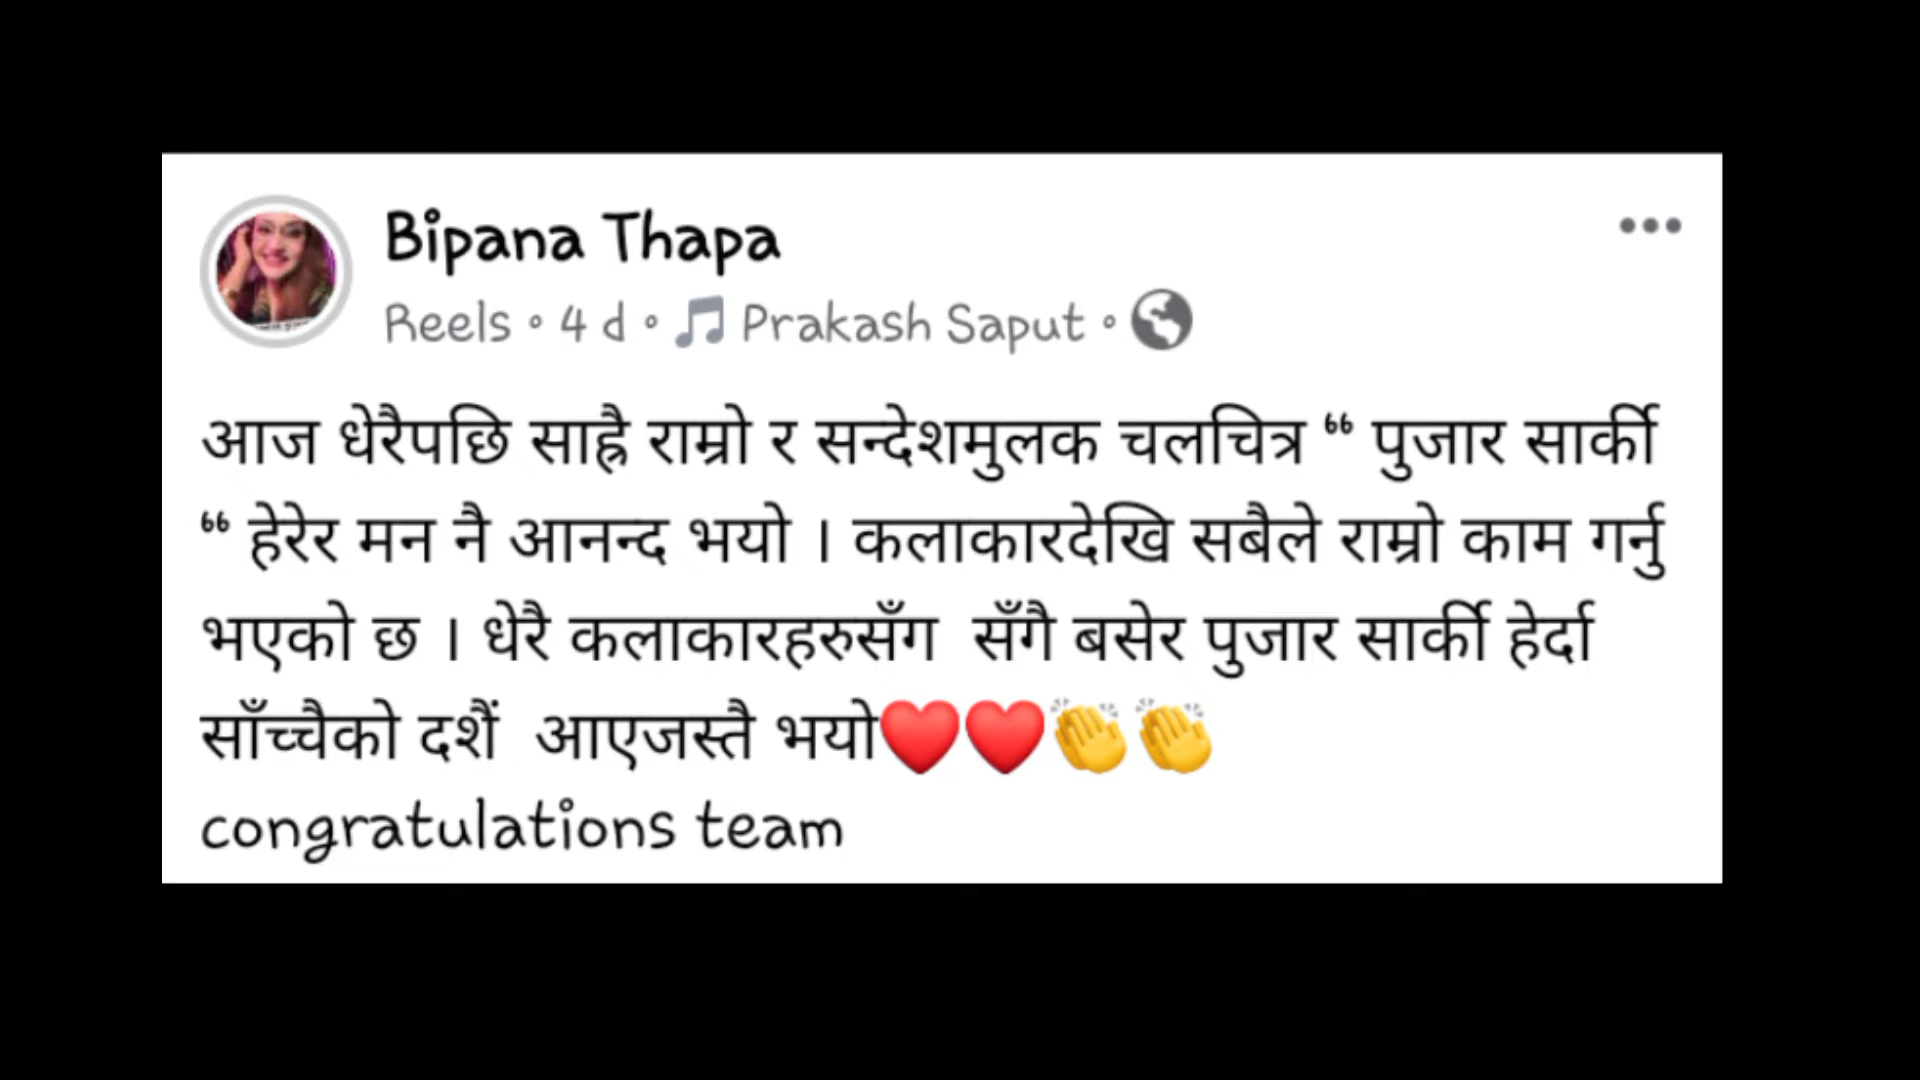 Bipana Thapa
Reels • 4 d • 🎵 Prakash Saput •
आज धेरैपछि साह्रै राम्रो र सन्देशमुलक चलचित्र “ पुजार सार्की
“ हेरेर मन नै आनन्द भयो । कलाकारदेखि सबैले राम्रो काम गर्नु
भएको छ । धेरै कलाकारहरुसँग  सँगै बसेर पुजार सार्की हेर्दा
साँच्चैको दशैं  आएजस्तै भयो❤️❤️👏👏
congratulations team